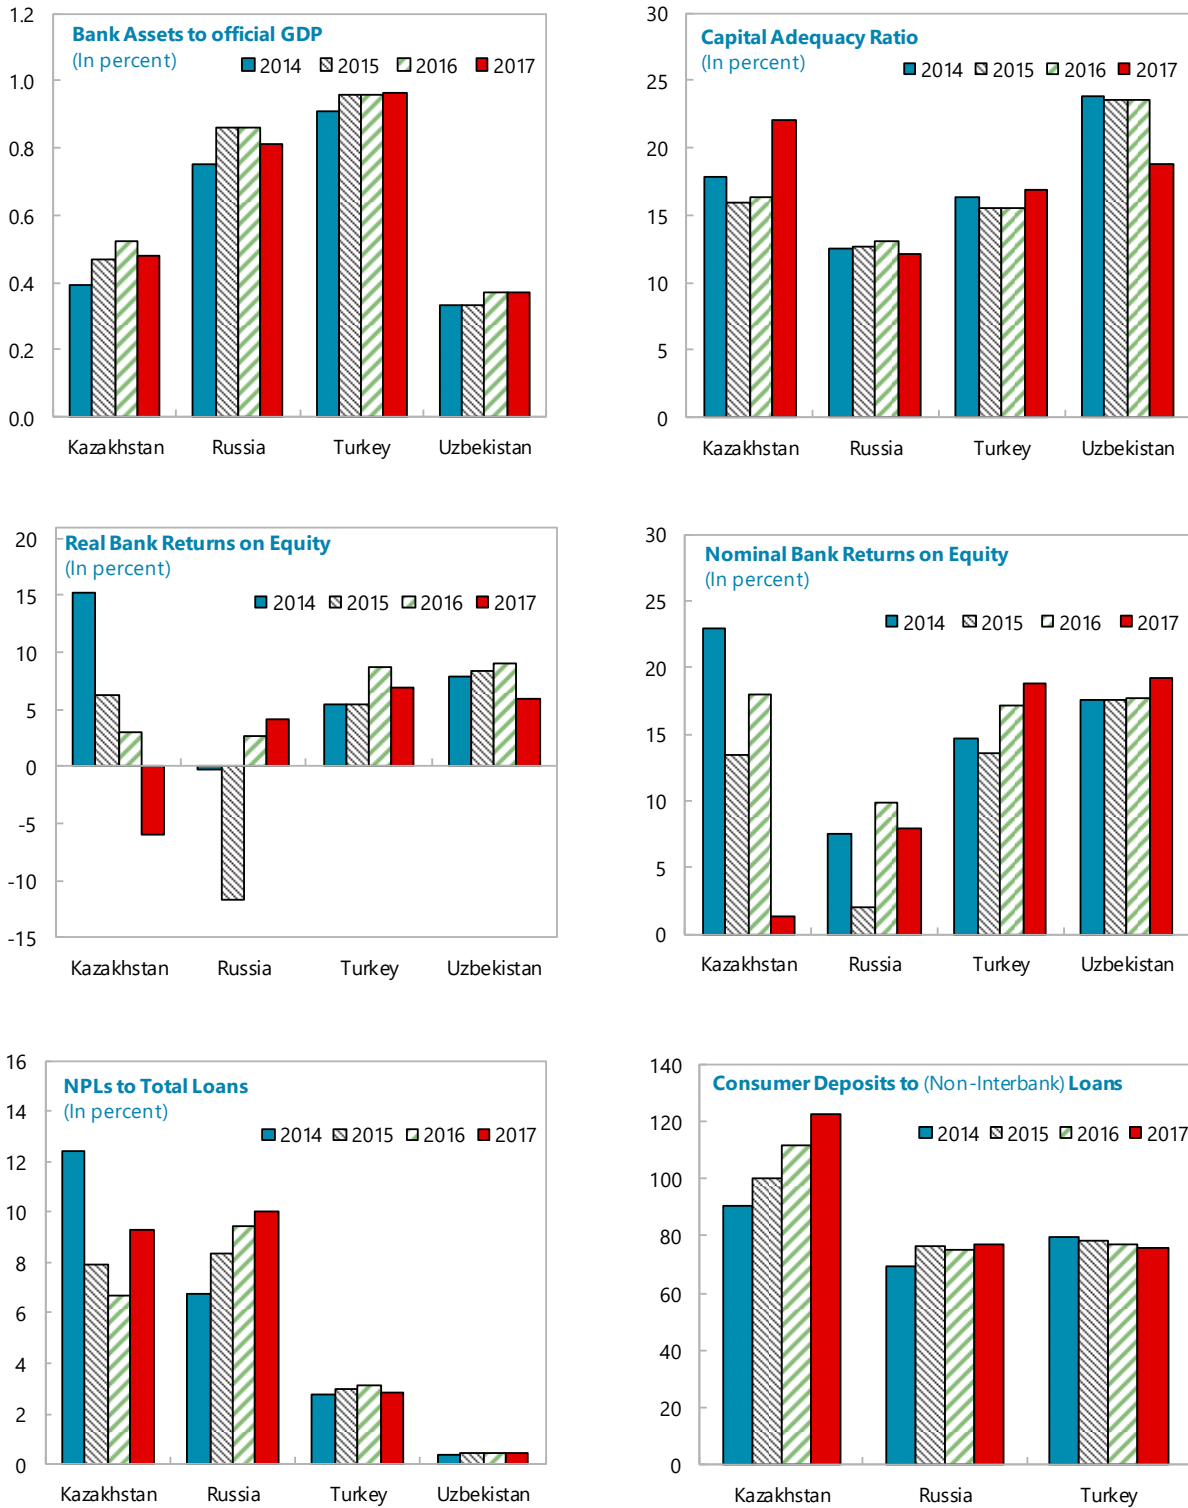 Bank Assets to official GDP
(In percent)
2014 2015 2016 2017
1.2
1.0
0.8
0.6
0.4
0.2
0.0
Kazakhstan Russia Turkey Uzbekistan
Capital Adequacy Ratio
(In percent)
2014 2015 2016 2017
30
25
20
15
10
5
0
Kazakhstan Russia Turkey Uzbekistan
Real Bank Returns on Equity
(In percent)
2014 2015 2016 2017
20
15
10
5
0
-5
-10
-15
Kazakhstan Russia Turkey Uzbekistan
Nominal Bank Returns on Equity
(In percent)
2014 2015 2016 2017
30
25
20
15
10
5
0
Kazakhstan Russia Turkey Uzbekistan
NPLs to Total Loans
(In percent)
2014 2015 2016 2017
16
14
12
10
8
6
4
2
0
Kazakhstan Russia Turkey Uzbekistan
Consumer Deposits to (Non-Interbank) Loans
2014 2015 2016 2017
140
120
100
80
60
40
20
0
Kazakhstan Russia Turkey